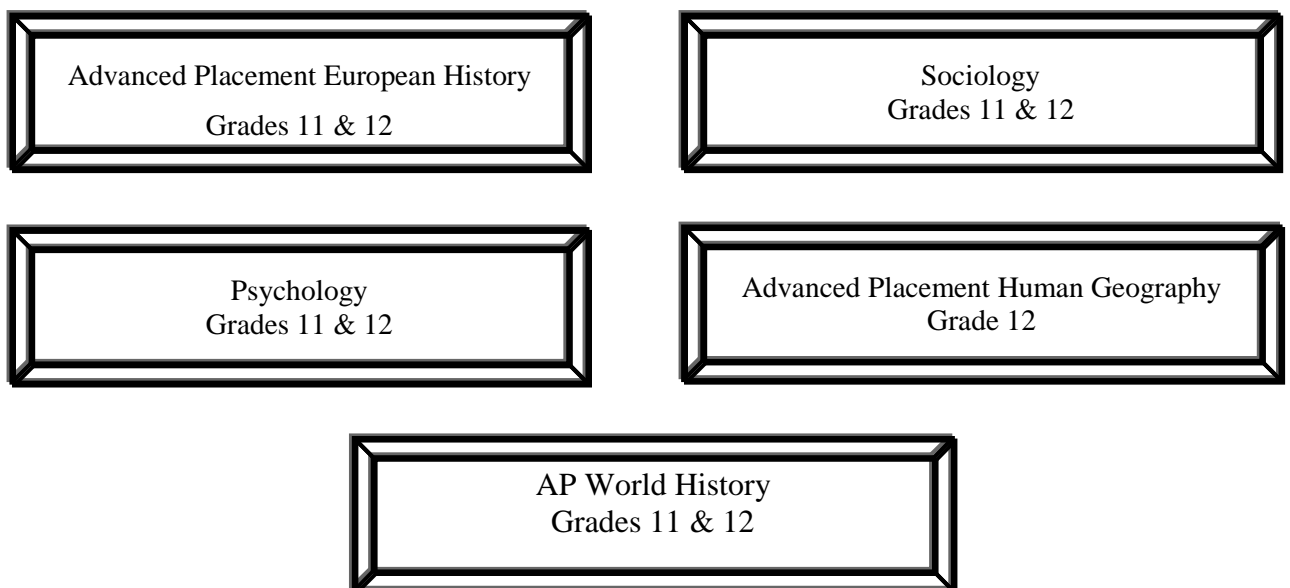 Advanced Placement European History
Grades 11 & 12
Sociology
Grades 11 & 12
Psychology
Grades 11 & 12
Advanced Placement Human Geography
Grade 12
AP World History
Grades 11 & 12